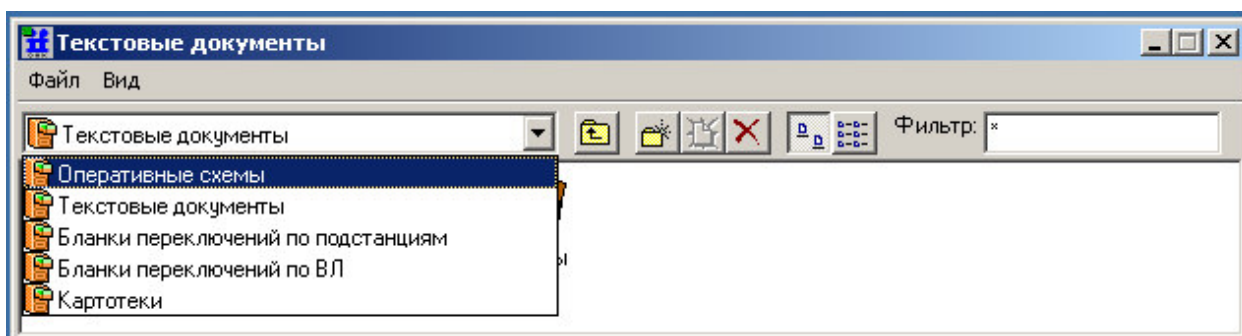 Текстовые документы
Файл Вид
Текстовые документы Фильтр: *
Оперативные схемы
Текстовые документы
Бланки переключений по подстанциям
Бланки переключений по ВЛ
Картотеки